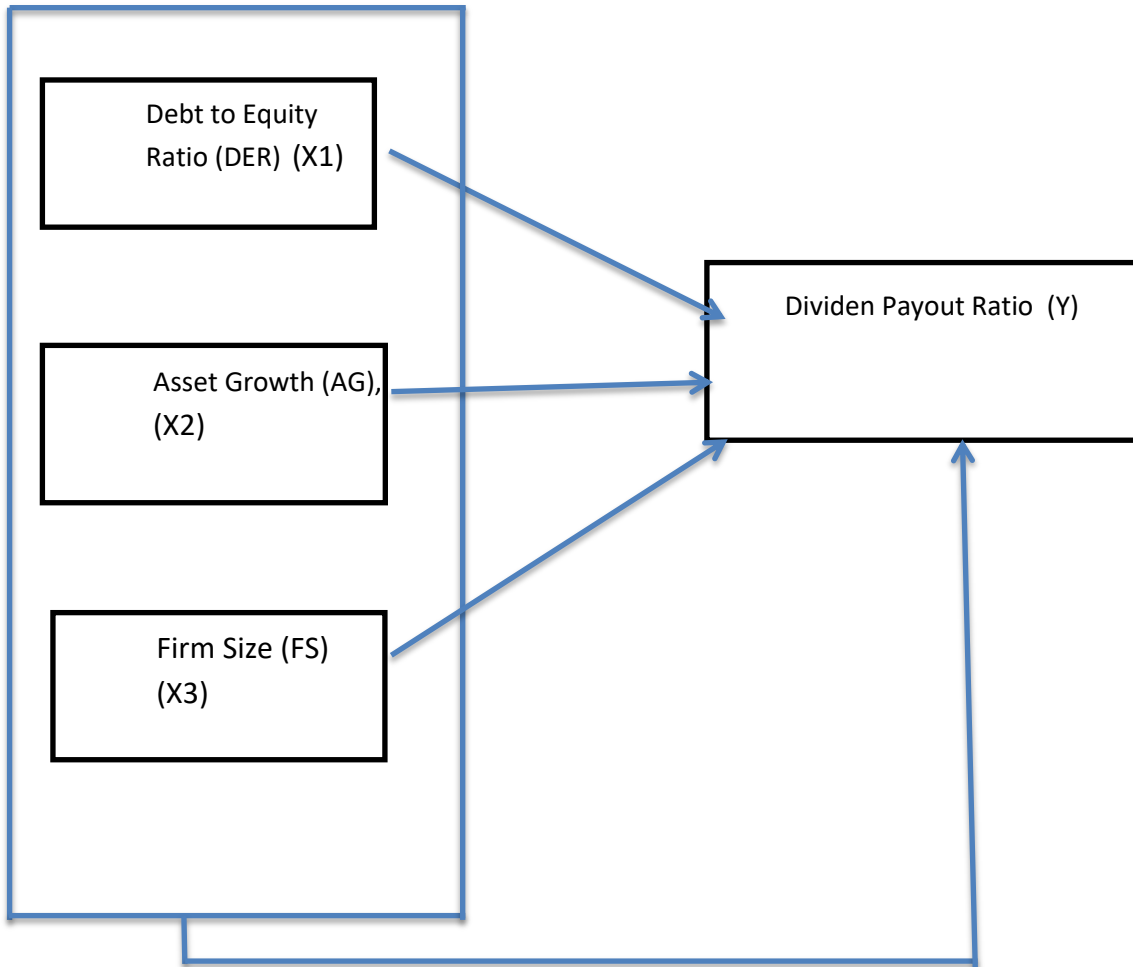 Debt to Equity
Ratio (DER) (X1)
Dividen Payout Ratio (Y)
Asset Growth (AG),
(X2)
Firm Size (FS)
(X3)